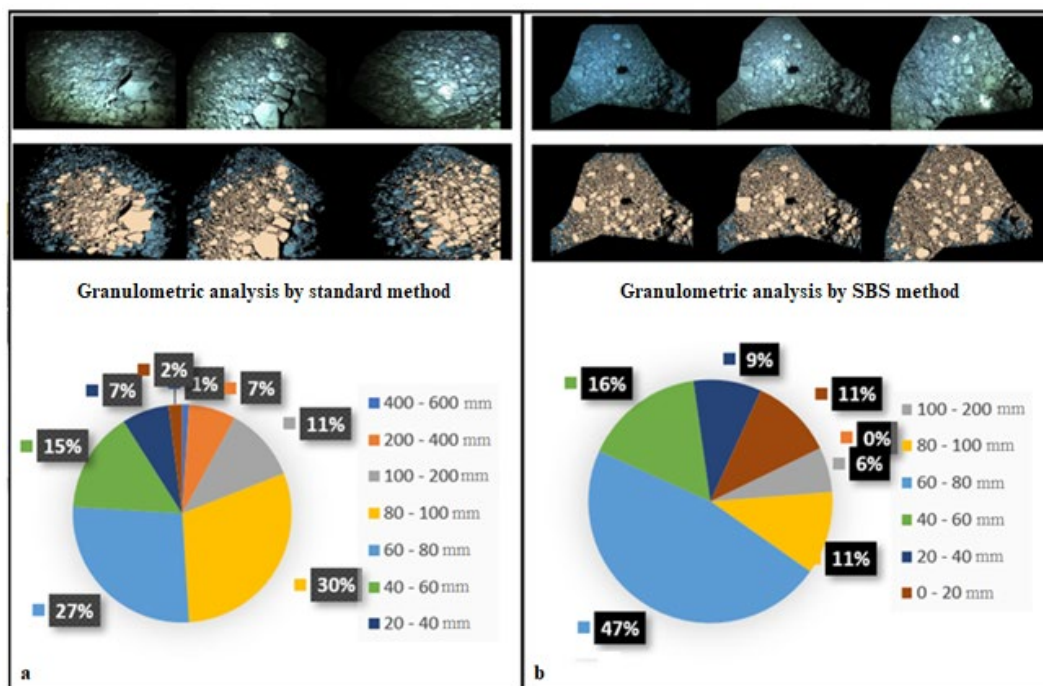 Granulometric analysis by standard method
2%
7%
1%
7%
11%
15%
30%
27%
400 - 600 mm
200 - 400 mm
100 - 200 mm
80 - 100 mm
60 - 80 mm
40 - 60 mm
20 - 40 mm
a
Granulometric analysis by SBS method
9%
16%
11%
0%
6%
11%
47%
100 - 200 mm
80 - 100 mm
60 - 80 mm
40 - 60 mm
20 - 40 mm
0 - 20 mm
b